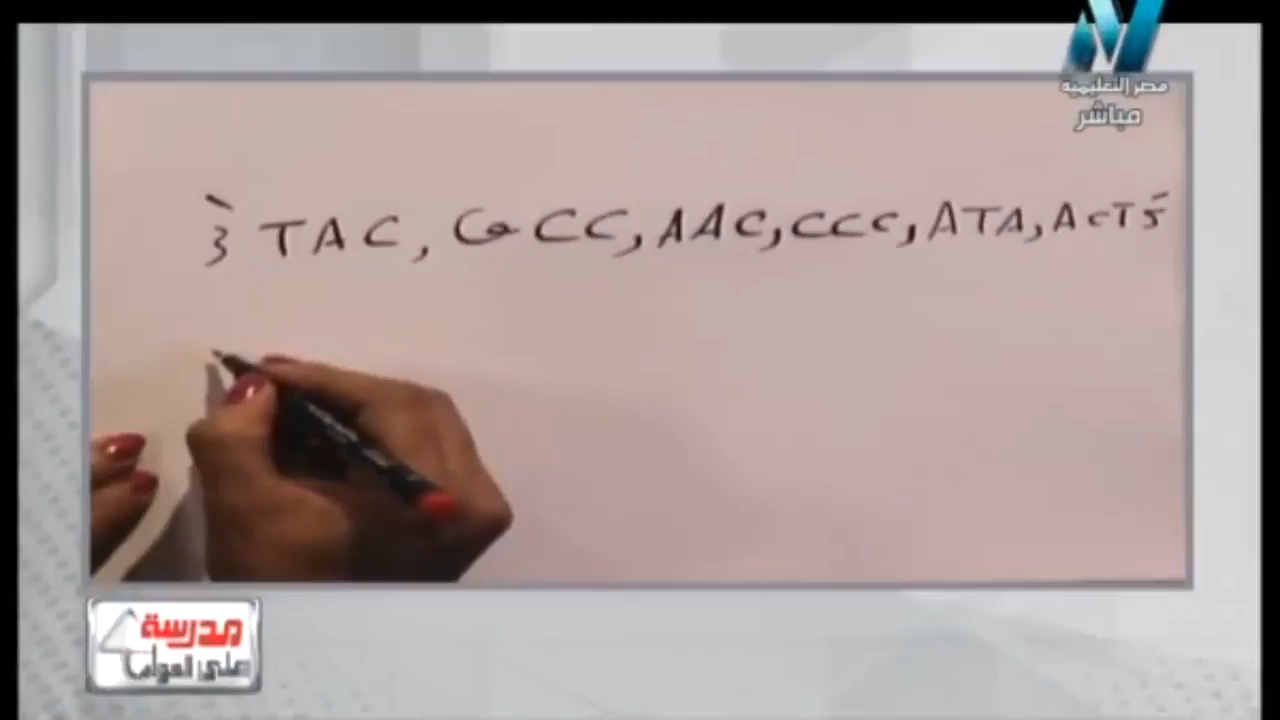 مصر التعليمية
مباشر
3` TAC, GCC, AAC, CCC, ATA, ACT 5'
مدرسة
على الهواء